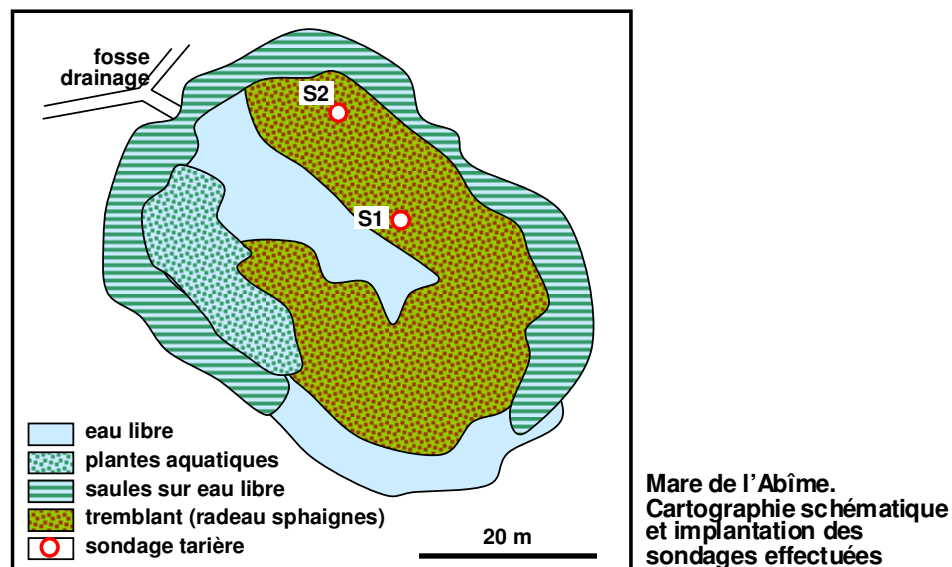 fosse
drainage
S2
S1
eau libre
plantes aquatiques
saules sur eau libre
tremblant (radeau sphaignes)
sondage tarière
20 m
Mare de l'Abîme.
Cartographie schématique
et implantation des
sondages effectuées